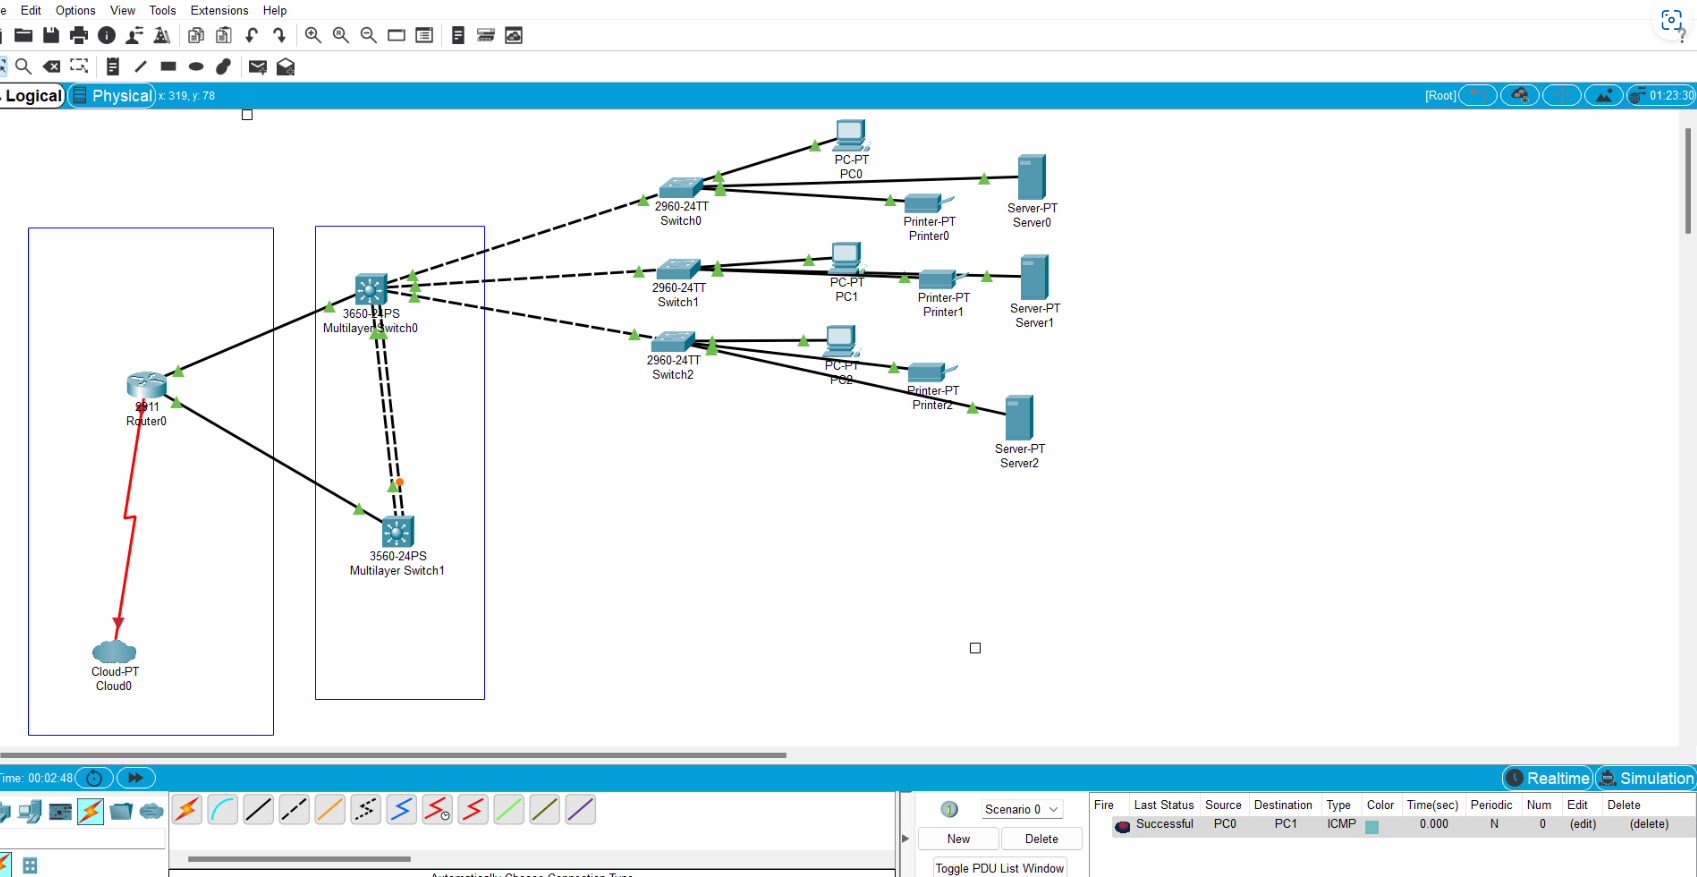 e Edit Options View Tools Extensions Help
?
Logical Physical x: 319, y: 78 [Root] 01:23:30
PC-PT
PC0
2960-24TT
Switch0
Printer-PT
Printer0
Server-PT
Server0
2960-24TT
Switch1
PC-PT
PC1
Printer-PT
Printer1
Server-PT
Server1
3650-24PS
Multilayer Switch0
2960-24TT
Switch2
PC-PT
PC2
Printer-PT
Printer2
Server-PT
Server2
2911
Router0
3560-24PS
Multilayer Switch1
Cloud-PT
Cloud0
Time: 00:02:48 Realtime Simulation
Scenario 0
New Delete
Toggle PDU List Window
Fire Last Status Source Destination Type Color Time(sec) Periodic Num Edit Delete
Successful PC0 PC1 ICMP 0.000 N 0 (edit) (delete)
Automatically Choose Connection Type